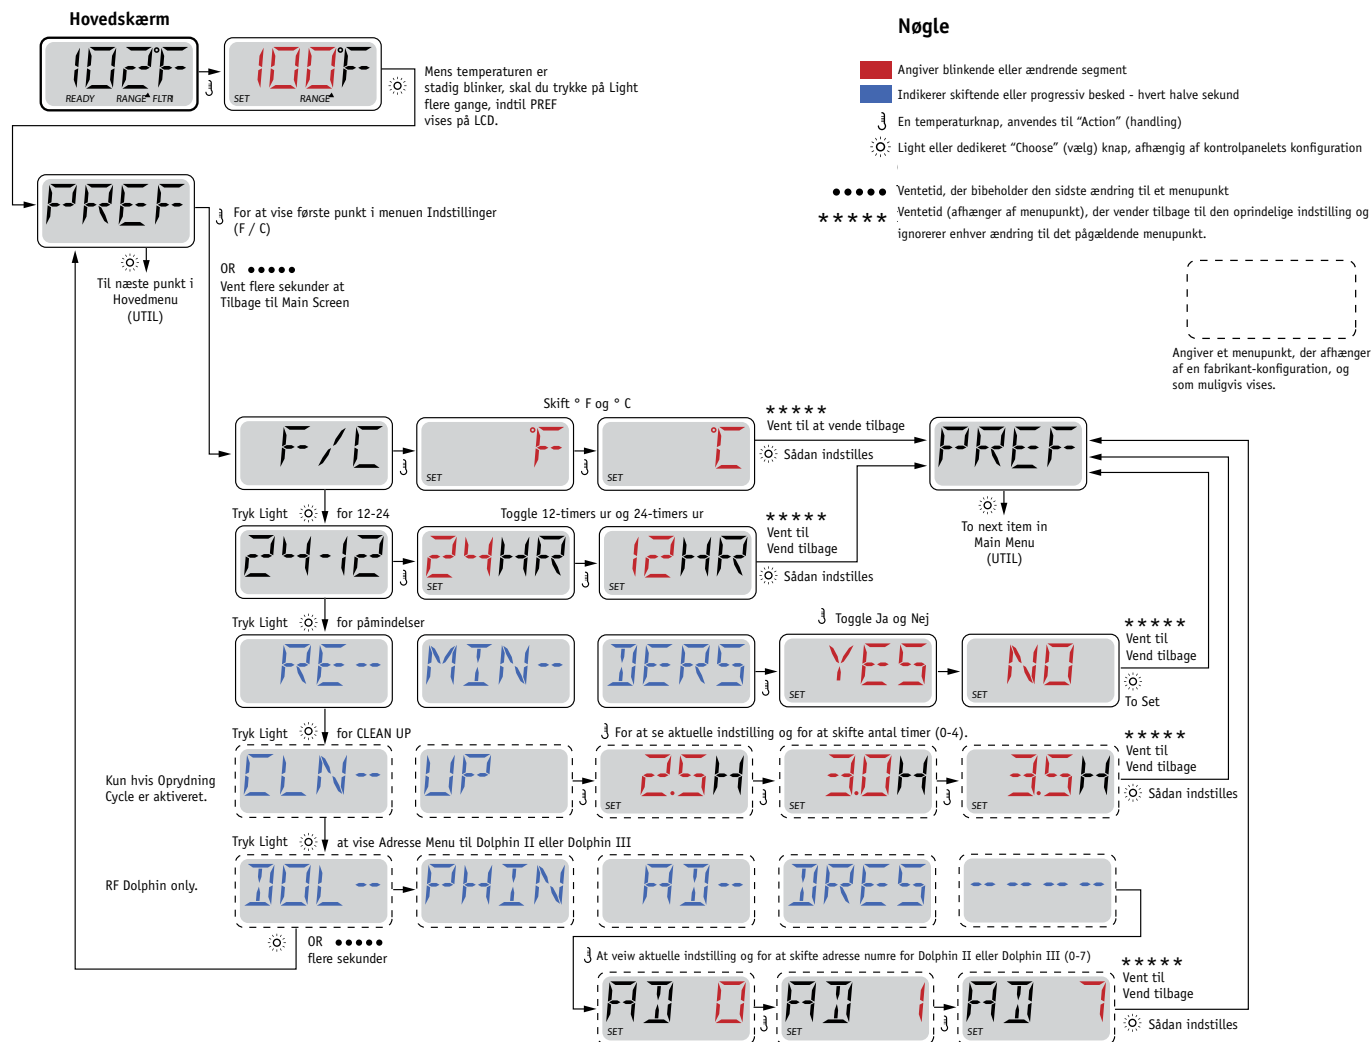 Hovedskærm
Nøgle
102°F
READY RANGE FLTR1
100°F
SET RANGE
Mens temperaturen er
stadig blinker, skal du trykke på Light
flere gange, indtil PREF
vises på LCD.
Angiver blinkende eller ændrende segment
Indikerer skiftende eller progressiv besked - hvert halve sekund
En temperaturknap, anvendes til “Action” (handling)
Light eller dedikeret “Choose” (vælg) knap, afhængig af kontrolpanelets konfiguration
●●●●● Ventetid, der bibeholder den sidste ændring til et menupunkt
***** Ventetid (afhænger af menupunkt), der vender tilbage til den oprindelige indstilling og
ignorerer enhver ændring til det pågældende menupunkt.
Angiver et menupunkt, der afhænger
af en fabrikant-konfiguration, og
som muligvis vises.
PREF
For at vise første punkt i menuen Indstillinger
(F / C)
Til næste punkt i
Hovedmenu
(UTIL)
OR ●●●●●
Vent flere sekunder at
Tilbage til Main Screen
Skift ° F og ° C
F/C
°F
SET
°C
SET
*****
Vent til at vende tilbage
Sådan indstilles
PREF
To next item in
Main Menu
(UTIL)
Tryk Light for 12-24
Toggle 12-timers ur og 24-timers ur
24-12
24HR
SET
12HR
SET
*****
Vent til
Vend tilbage
Sådan indstilles
Tryk Light for påmindelser
Toggle Ja og Nej
RE--
MIN--
DERS
YES
SET
NO
SET
*****
Vent til
Vend tilbage
To Set
Tryk Light for CLEAN UP
For at se aktuelle indstilling og for at skifte antal timer (0-4).
Kun hvis Oprydning
Cycle er aktiveret.
CLN--
UP
2.5H
SET
3.0H
SET
3.5H
SET
*****
Vent til
Vend tilbage
Sådan indstilles
Tryk Light at vise Adresse Menu til Dolphin II eller Dolphin III
RF Dolphin only.
DOL--
PHIN
AD--
DRES
-- -- -- --
OR ●●●●●
flere sekunder
At veiw aktuelle indstilling og for at skifte adresse numre for Dolphin II eller Dolphin III (0-7)
AD 0
SET
AD 1
SET
AD 7
SET
*****
Vent til
Vend tilbage
Sådan indstilles